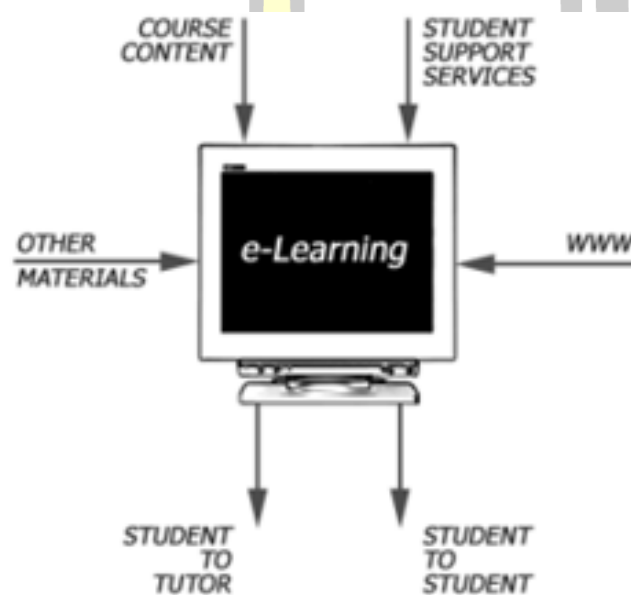 COURSE
CONTENT
STUDENT
SUPPORT
SERVICES
OTHER
MATERIALS
e-Learning
WWW
STUDENT
TO
TUTOR
STUDENT
TO
STUDENT